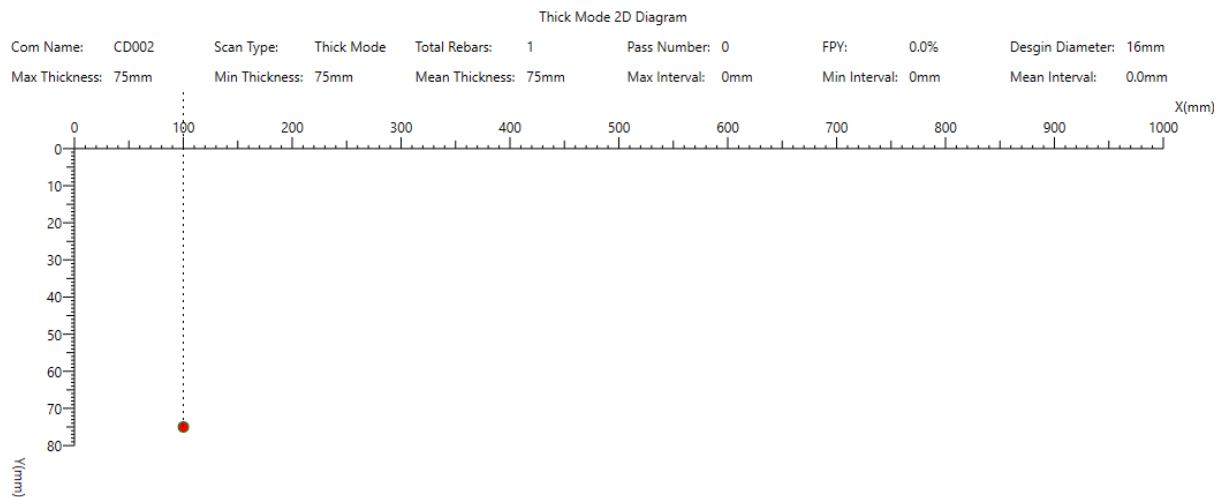 Thick Mode 2D Diagram
Com Name: CD002 Scan Type: Thick Mode Total Rebars: 1 Pass Number: 0 FPY: 0.0% Desgin Diameter: 16mm
Max Thickness: 75mm Min Thickness: 75mm Mean Thickness: 75mm Max Interval: 0mm Min Interval: 0mm Mean Interval: 0.0mm
X(mm)
0 100 200 300 400 500 600 700 800 900 1000
0
10
20
30
40
50
60
70
80
Y(mm)